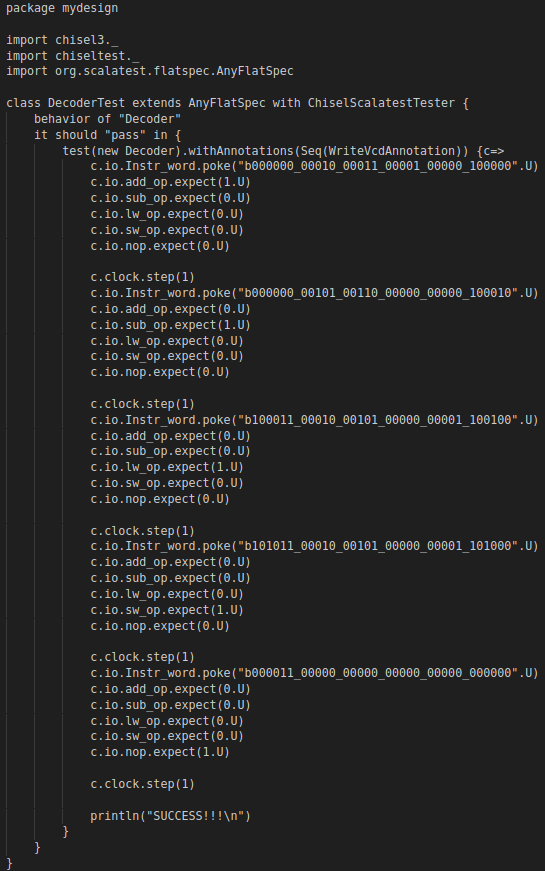 package mydesign

import chisel3._
import chiseltest._
import org.scalatest.flatspec.AnyFlatSpec

class DecoderTest extends AnyFlatSpec with ChiselScalatestTester {
    behavior of "Decoder"
    it should "pass" in {
        test(new Decoder).withAnnotations(Seq(WriteVcdAnnotation)) {c=>
            c.io.Instr_word.poke("b000000_00010_00011_00001_00000_100000".U)
            c.io.add_op.expect(1.U)
            c.io.sub_op.expect(0.U)
            c.io.lw_op.expect(0.U)
            c.io.sw_op.expect(0.U)
            c.io.nop.expect(0.U)

            c.clock.step(1)
            c.io.Instr_word.poke("b000000_00101_00110_00000_00000_100010".U)
            c.io.add_op.expect(0.U)
            c.io.sub_op.expect(1.U)
            c.io.lw_op.expect(0.U)
            c.io.sw_op.expect(0.U)
            c.io.nop.expect(0.U)

            c.clock.step(1)
            c.io.Instr_word.poke("b100011_00010_00101_00000_00001_100100".U)
            c.io.add_op.expect(0.U)
            c.io.sub_op.expect(0.U)
            c.io.lw_op.expect(1.U)
            c.io.sw_op.expect(0.U)
            c.io.nop.expect(0.U)

            c.clock.step(1)
            c.io.Instr_word.poke("b101011_00010_00101_00000_00001_101000".U)
            c.io.add_op.expect(0.U)
            c.io.sub_op.expect(0.U)
            c.io.lw_op.expect(0.U)
            c.io.sw_op.expect(1.U)
            c.io.nop.expect(0.U)

            c.clock.step(1)
            c.io.Instr_word.poke("b000011_00000_00000_00000_00000_000000".U)
            c.io.add_op.expect(0.U)
            c.io.sub_op.expect(0.U)
            c.io.lw_op.expect(0.U)
            c.io.sw_op.expect(0.U)
            c.io.nop.expect(1.U)

            c.clock.step(1)

            println("SUCCESS!!!\n")
        }
    }
}